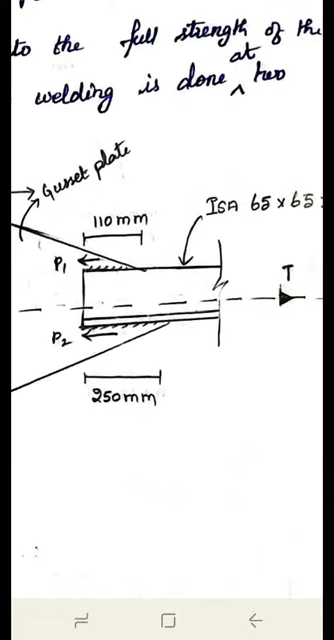 to the full strength of the
at
welding is done ^ two
Gusset plate
110mm
ISA 65 × 65
P1
T
P2
250mm